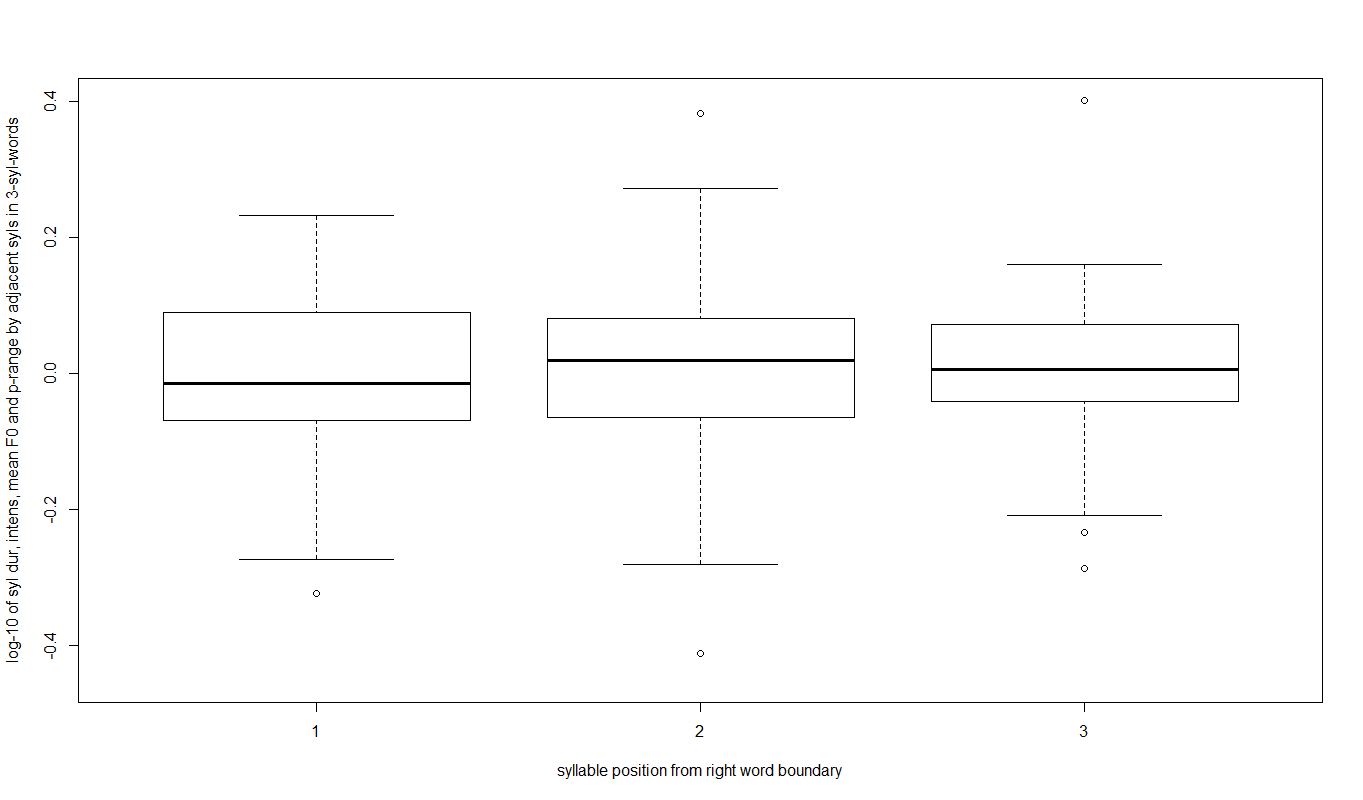 log-10 of syl dur, intens, mean F0 and p-range by adjacent syls in 3-syl-words
0.4
0.2
0.0
-0.2
-0.4
1 2 3
syllable position from right word boundary